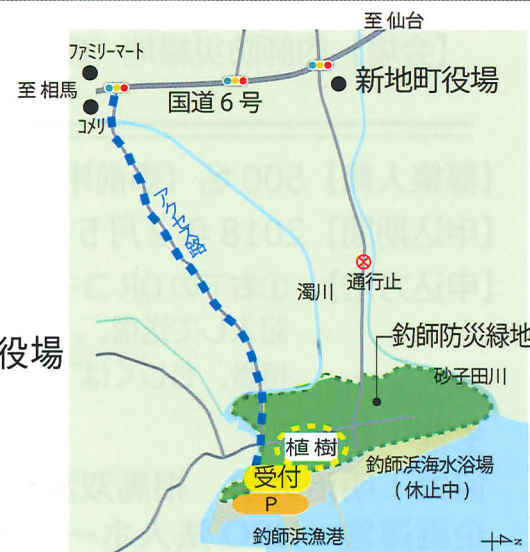 至 仙台
ファミリーマート
至 相馬
国道6号
新地町役場
コメリ
アクセス路
通行止
濁川
役場
釣師防災緑地
砂子田川
植樹
受付
P
釣師浜海水浴場
(休止中)
釣師浜漁港
N